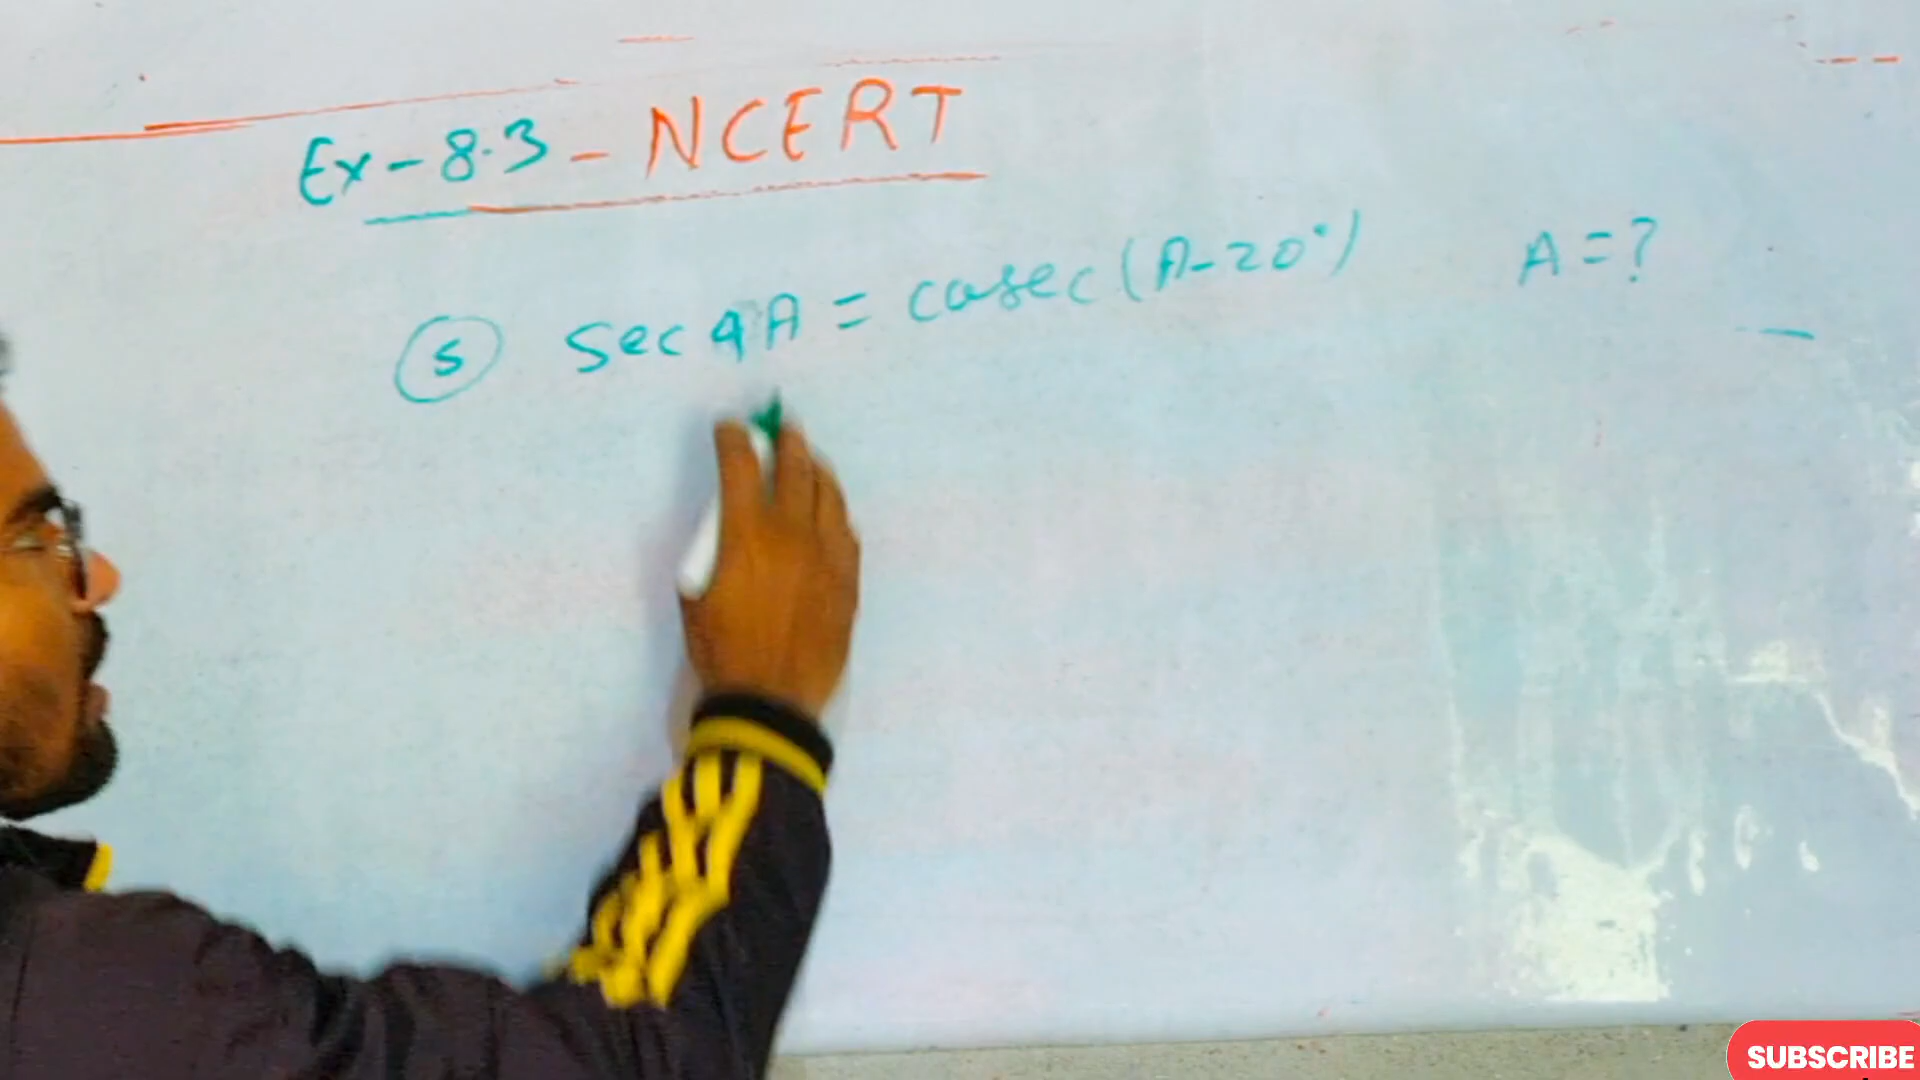 Ex-8.3 - NCERT
(5) Sec 4A = cosec(A-20°) A = ?
SUBSCRIBE